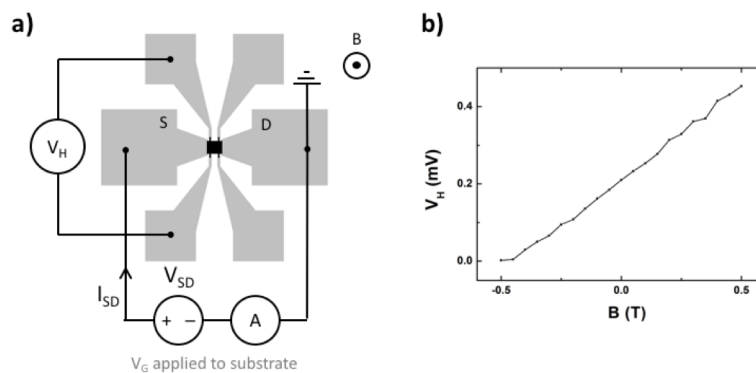 a)
B
S
D
V_H
V_SD
I_SD
+ −
A
V_G applied to substrate
b)
V_H (mV)
0.4
0.2
0.0
-0.5
0.0
0.5
B (T)